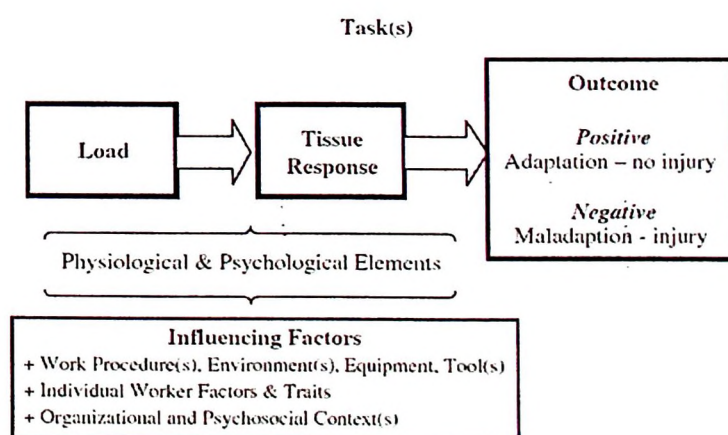 Task(s)
Load
Tissue
Response
Outcome
Positive
Adaptation – no injury
Negative
Maladaption - injury
Physiological & Psychological Elements
Influencing Factors
+ Work Procedure(s), Environment(s), Equipment, Tool(s)
+ Individual Worker Factors & Traits
+ Organizational and Psychosocial Context(s)